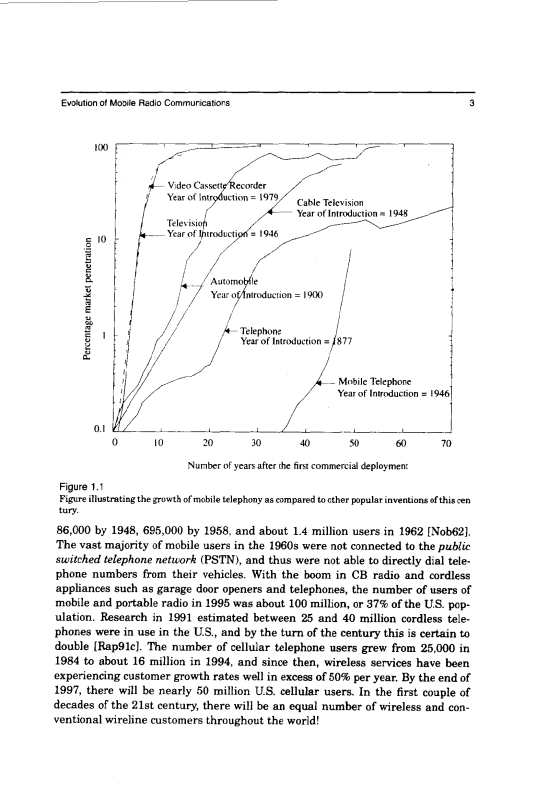 Evolution of Mobile Radio Communications 3
100
Video Cassette Recorder
Year of Introduction = 1979
Cable Television
Year of Introduction = 1948
Television
Year of Introduction = 1946
10
Percentage market penetration
Automobile
Year of Introduction = 1900
1
Telephone
Year of Introduction = 1877
Mobile Telephone
Year of Introduction = 1946
0.1
0 10 20 30 40 50 60 70
Number of years after the first commercial deployment
Figure 1.1
Figure illustrating the growth of mobile telephony as compared to other popular inventions of this cen
tury.
86,000 by 1948, 695,000 by 1958, and about 1.4 million users in 1962 [Nob62].
The vast majority of mobile users in the 1960s were not connected to the public
switched telephone network (PSTN), and thus were not able to directly dial tele-
phone numbers from their vehicles. With the boom in CB radio and cordless
appliances such as garage door openers and telephones, the number of users of
mobile and portable radio in 1995 was about 100 million, or 37% of the U.S. pop-
ulation. Research in 1991 estimated between 25 and 40 million cordless tele-
phones were in use in the U.S., and by the turn of the century this is certain to
double [Rap91c]. The number of cellular telephone users grew from 25,000 in
1984 to about 16 million in 1994, and since then, wireless services have been
experiencing customer growth rates well in excess of 50% per year. By the end of
1997, there will be nearly 50 million U.S. cellular users. In the first couple of
decades of the 21st century, there will be an equal number of wireless and con-
ventional wireline customers throughout the world!